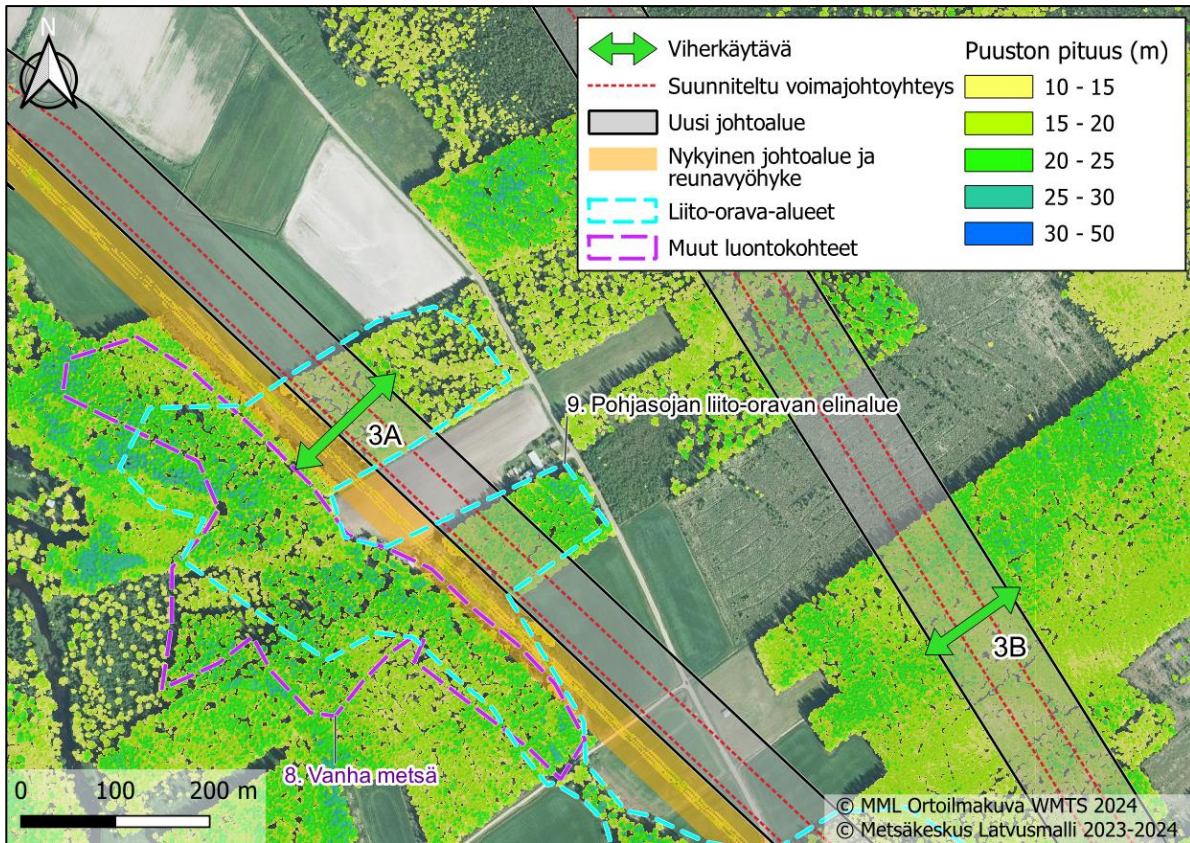 N
Viherkäytävä
Suunniteltu voimajohtoyhteys
Uusi johtoalue
Nykyinen johtoalue ja
reunavyöhyke
Liito-orava-alueet
Muut luontokohteet
Puuston pituus (m)
10 - 15
15 - 20
20 - 25
25 - 30
30 - 50
9. Pohjasojan liito-oravan elinalue
3A
3B
8. Vanha metsä
0 100 200 m
© MML Ortoilmakuva WMTS 2024
© Metsäkeskus Latvusmalli 2023-2024